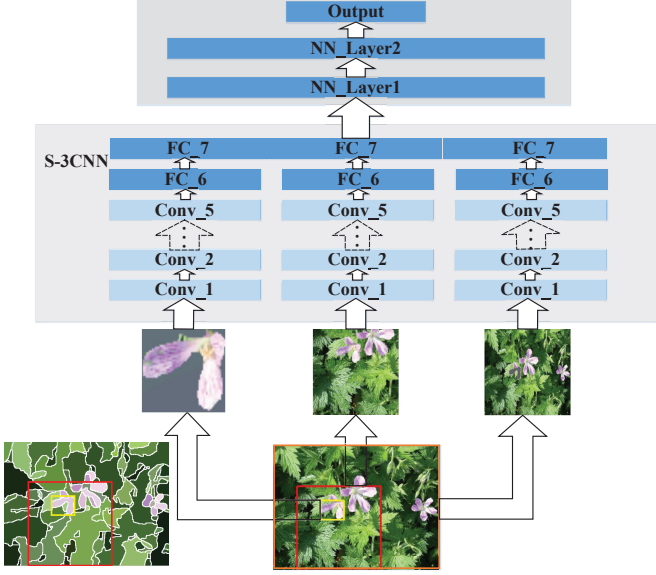 Output
NN_Layer2
NN_Layer1
S-3CNN
FC_7 FC_7 FC_7
FC_6 FC_6 FC_6
Conv_5 Conv_5 Conv_5
Conv_2 Conv_2 Conv_2
Conv_1 Conv_1 Conv_1